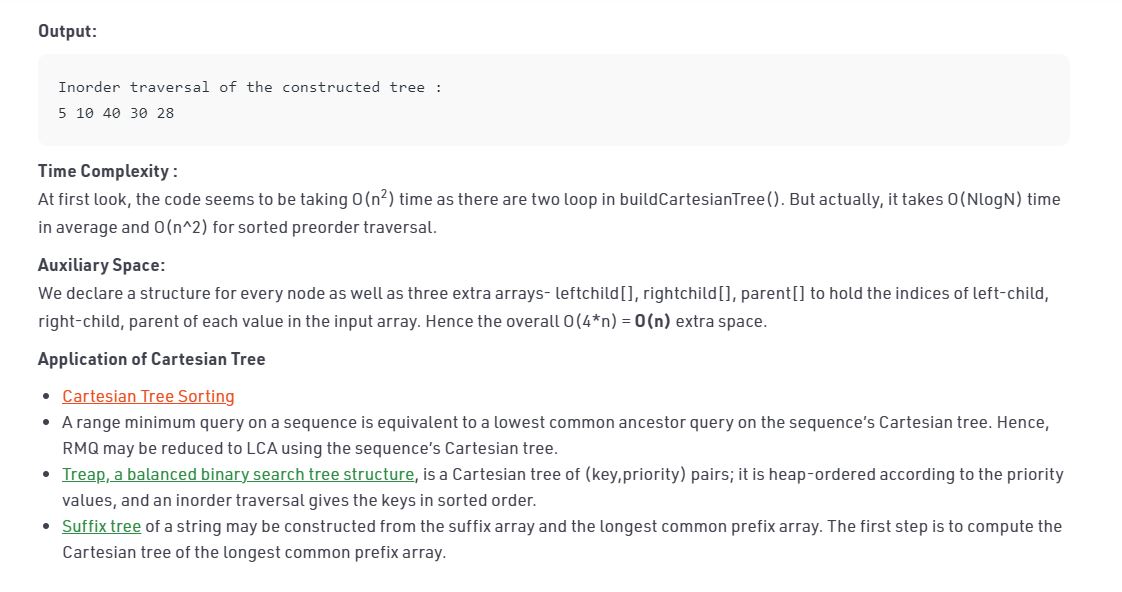 Output:
Inorder traversal of the constructed tree :
5 10 40 30 28
Time Complexity :
At first look, the code seems to be taking O(n²) time as there are two loop in buildCartesianTree(). But actually, it takes O(NlogN) time
in average and O(n^2) for sorted preorder traversal.
Auxiliary Space:
We declare a structure for every node as well as three extra arrays- leftchild[], rightchild[], parent[] to hold the indices of left-child,
right-child, parent of each value in the input array. Hence the overall O(4*n) = O(n) extra space.
Application of Cartesian Tree
• Cartesian Tree Sorting
• A range minimum query on a sequence is equivalent to a lowest common ancestor query on the sequence's Cartesian tree. Hence,
RMQ may be reduced to LCA using the sequence's Cartesian tree.
• Treap, a balanced binary search tree structure, is a Cartesian tree of (key,priority) pairs; it is heap-ordered according to the priority
values, and an inorder traversal gives the keys in sorted order.
• Suffix tree of a string may be constructed from the suffix array and the longest common prefix array. The first step is to compute the
Cartesian tree of the longest common prefix array.